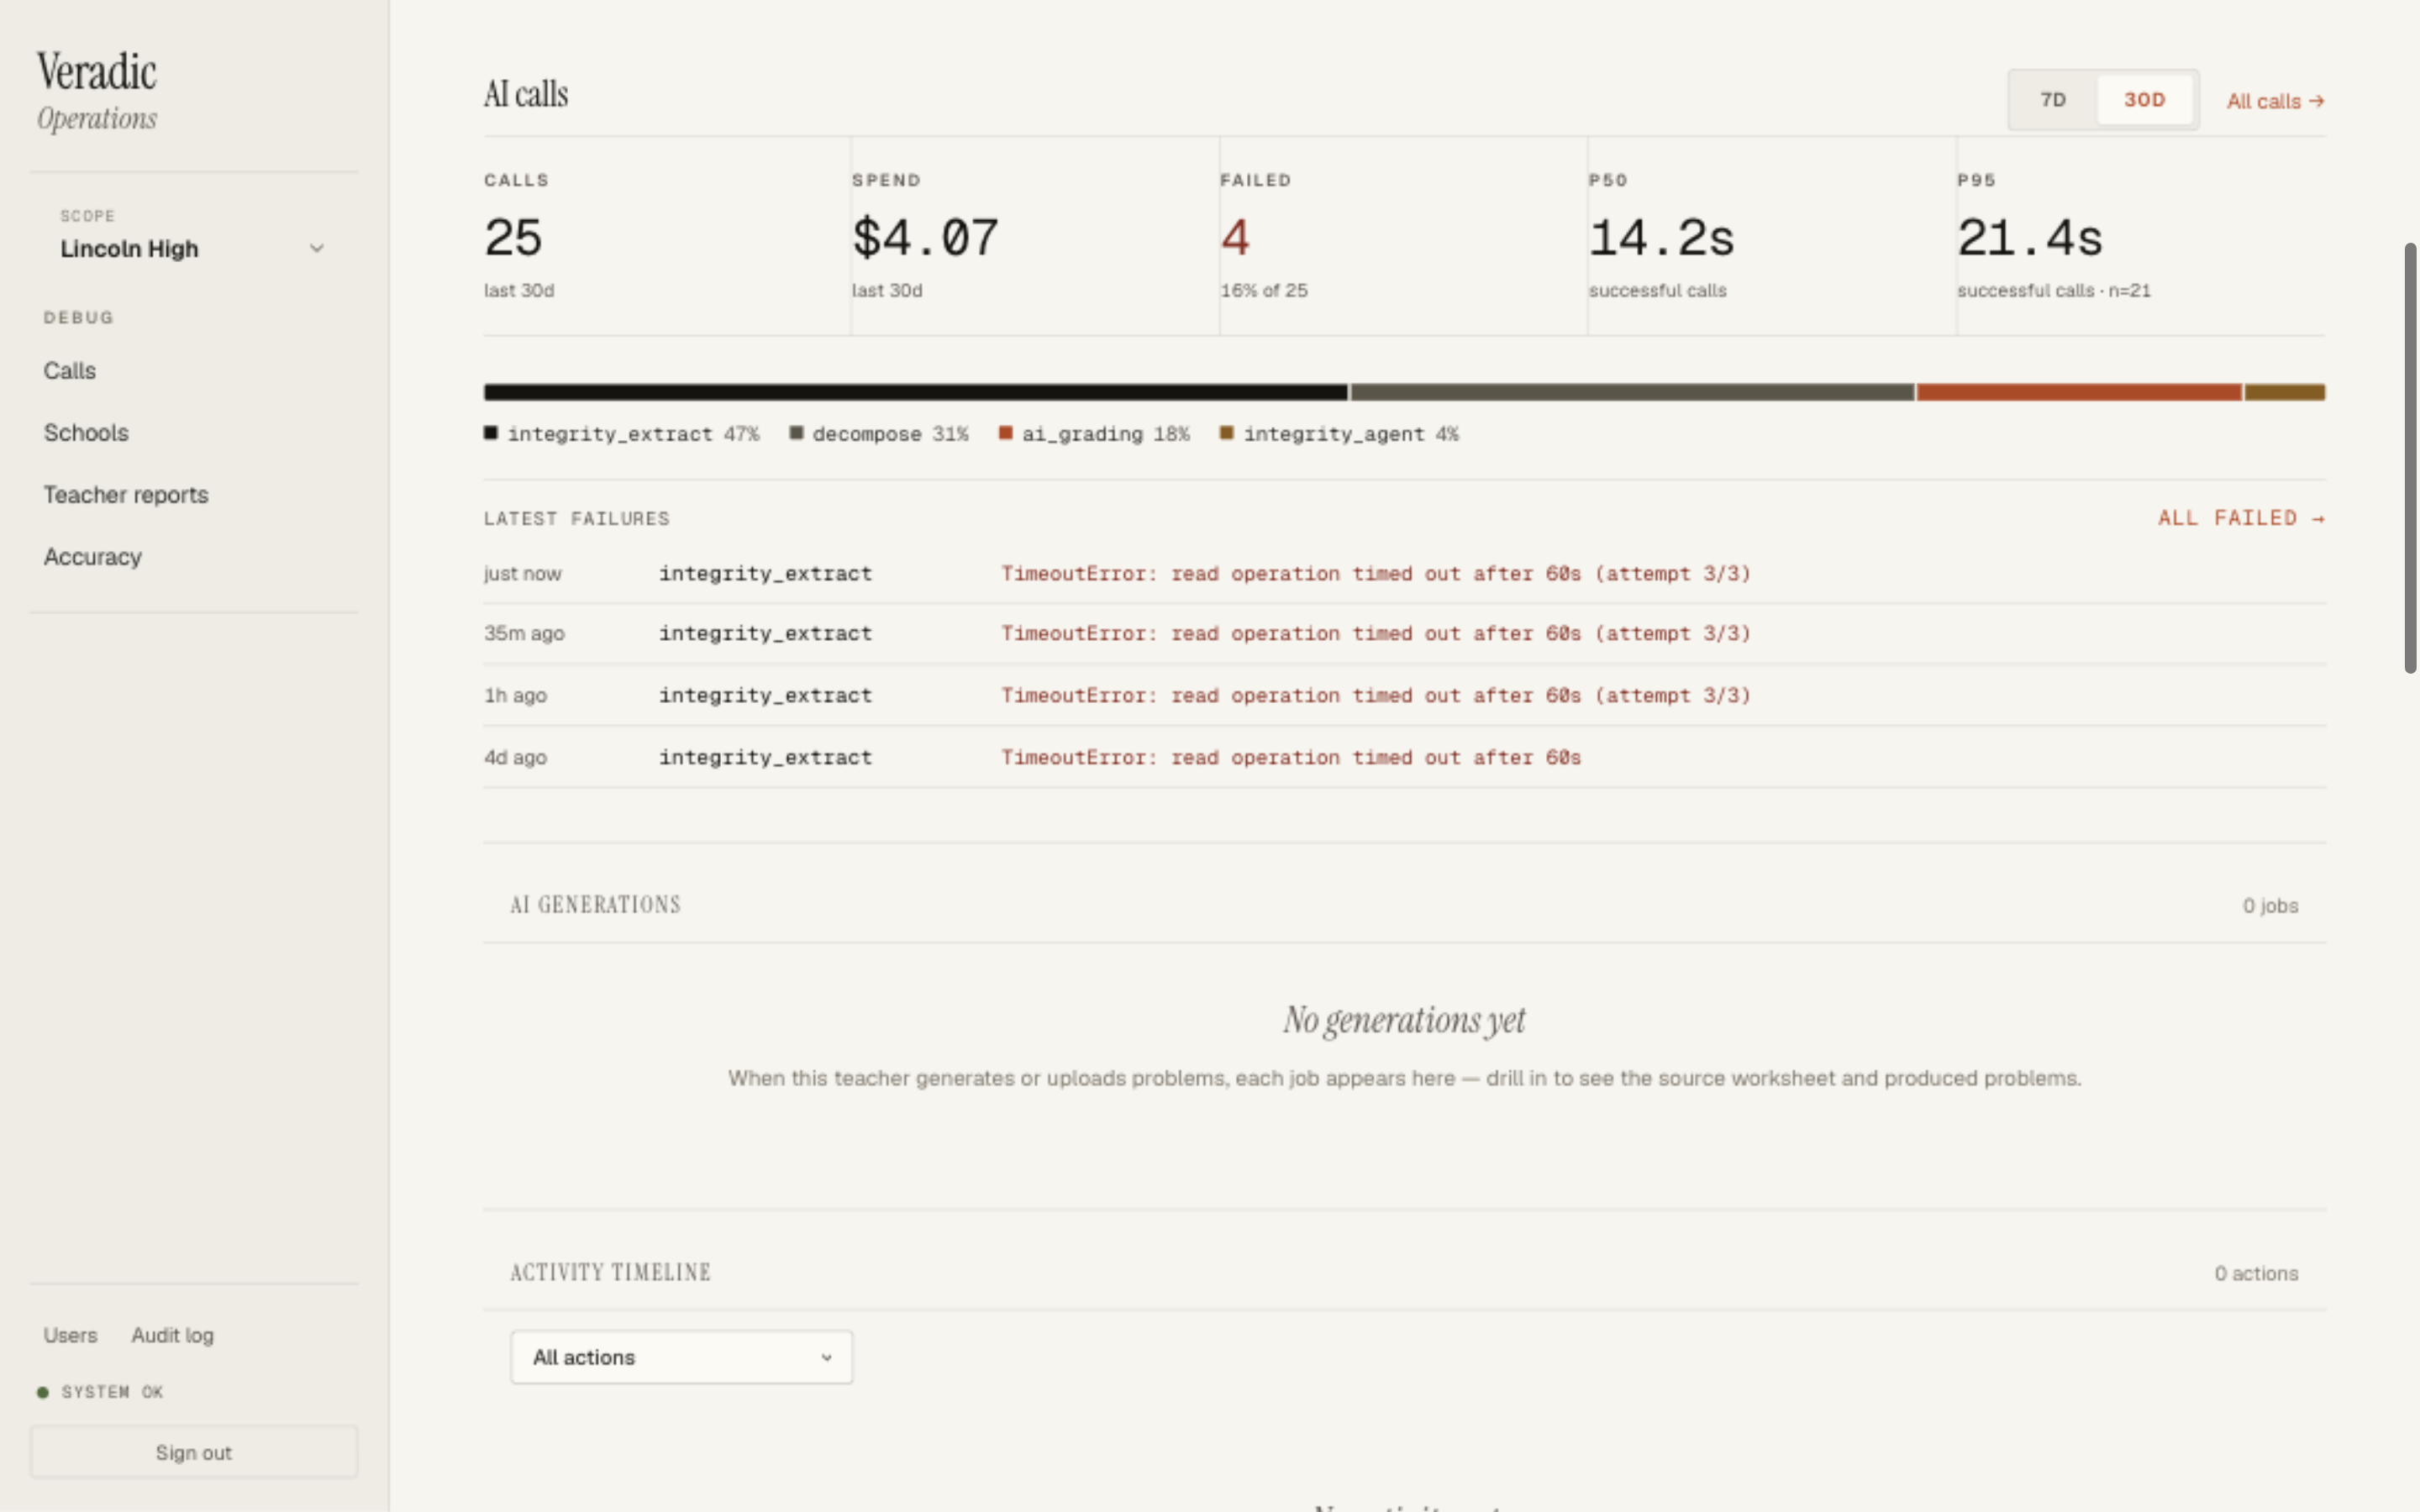 Veradic
Operations
SCOPE
Lincoln High
DEBUG
Calls
Schools
Teacher reports
Accuracy
Users Audit log
SYSTEM OK
Sign out
AI calls
7D 30D All calls →
CALLS SPEND FAILED P50 P95
25 $4.07 4 14.2s 21.4s
last 30d last 30d 16% of 25 successful calls successful calls · n=21
integrity_extract 47% decompose 31% ai_grading 18% integrity_agent 4%
LATEST FAILURES ALL FAILED →
just now integrity_extract TimeoutError: read operation timed out after 60s (attempt 3/3)
35m ago integrity_extract TimeoutError: read operation timed out after 60s (attempt 3/3)
1h ago integrity_extract TimeoutError: read operation timed out after 60s (attempt 3/3)
4d ago integrity_extract TimeoutError: read operation timed out after 60s
AI GENERATIONS 0 jobs
No generations yet
When this teacher generates or uploads problems, each job appears here — drill in to see the source worksheet and produced problems.
ACTIVITY TIMELINE 0 actions
All actions